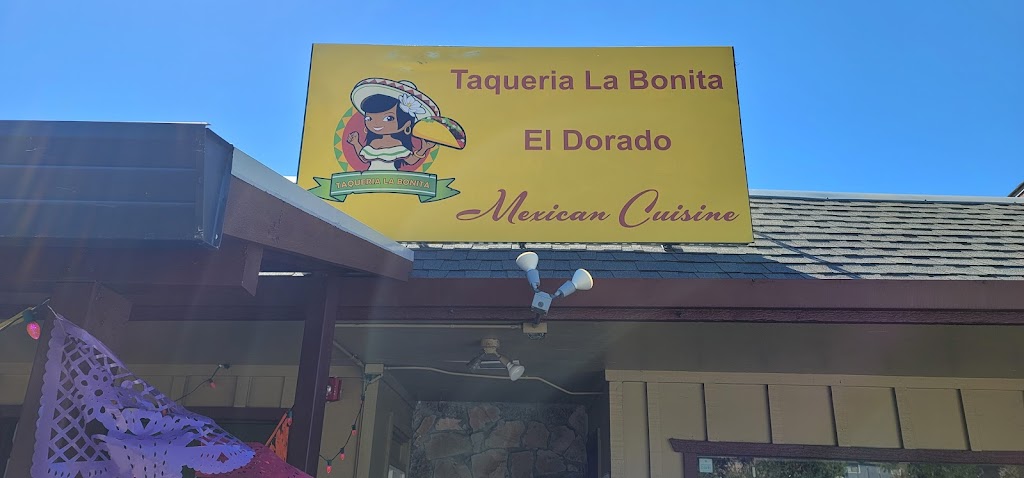 Taqueria La Bonita
El Dorado
Mexican Cuisine
TAQUERIA LA BONITA